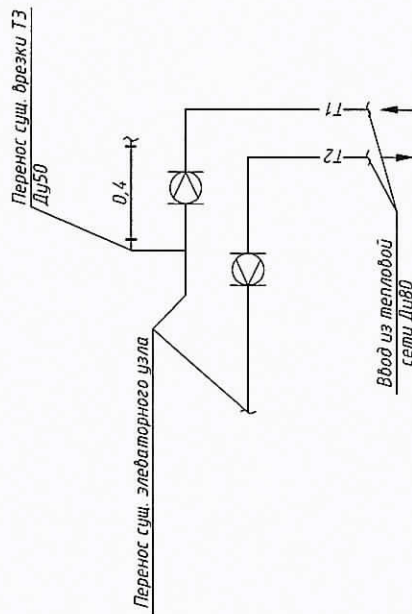 Перенос сущ. врезки Т3
Ду50
0,4
Т1
Т2
Перенос сущ. элеваторного узла
Ввод из тепловой
сети Ду80